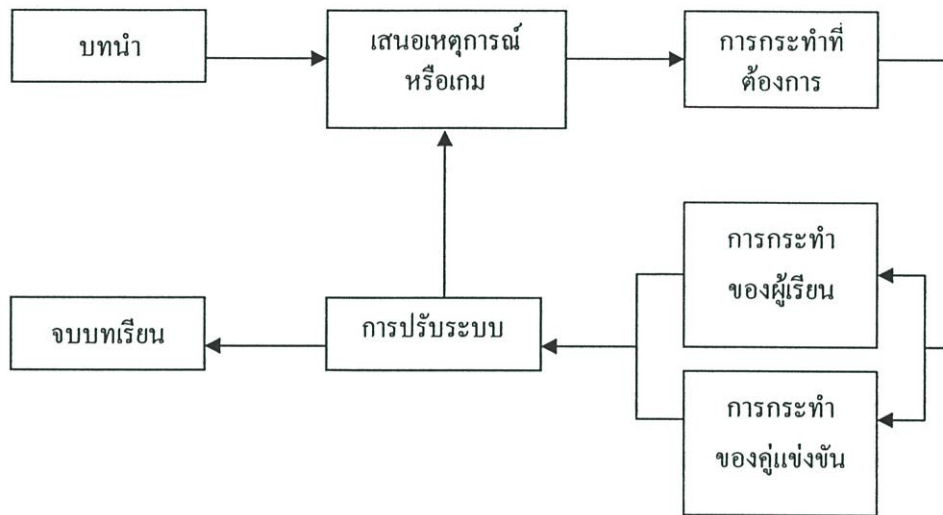 บทนำ
เสนอเหตุการณ์
หรือเกม
การกระทำที่
ต้องการ
การกระทำ
ของผู้เรียน
จบบทเรียน
การปรับระบบ
การกระทำ
ของคู่แข่งขัน